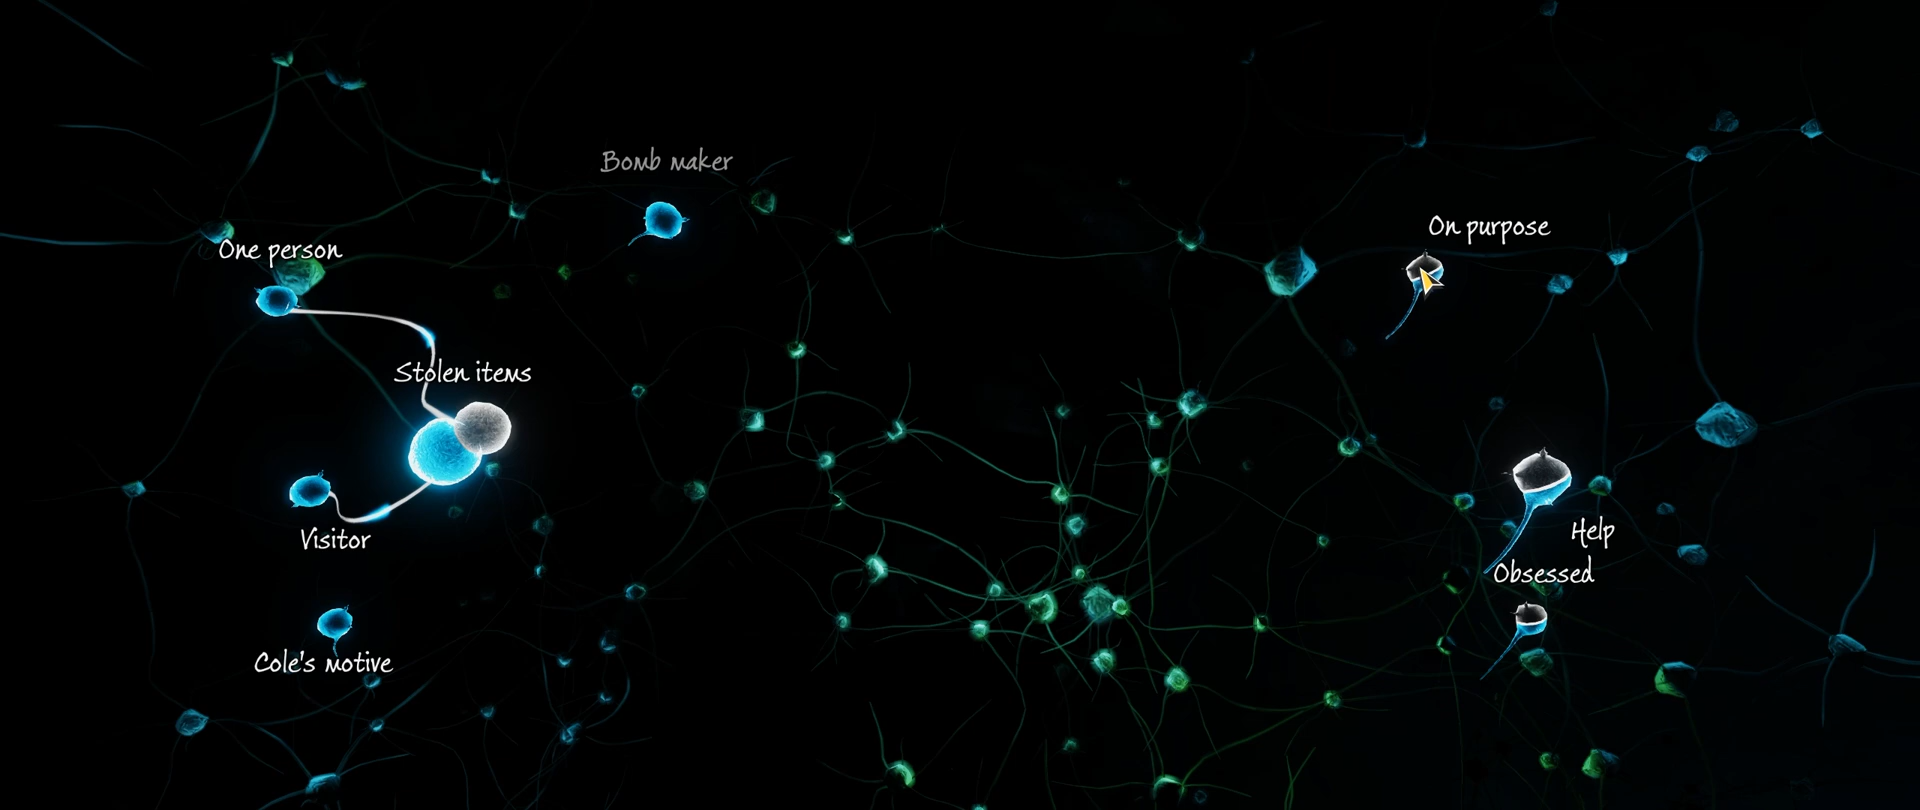 Bomb maker
On purpose
One person
Stolen items
Help
Visitor
Obsessed
Cole's motive